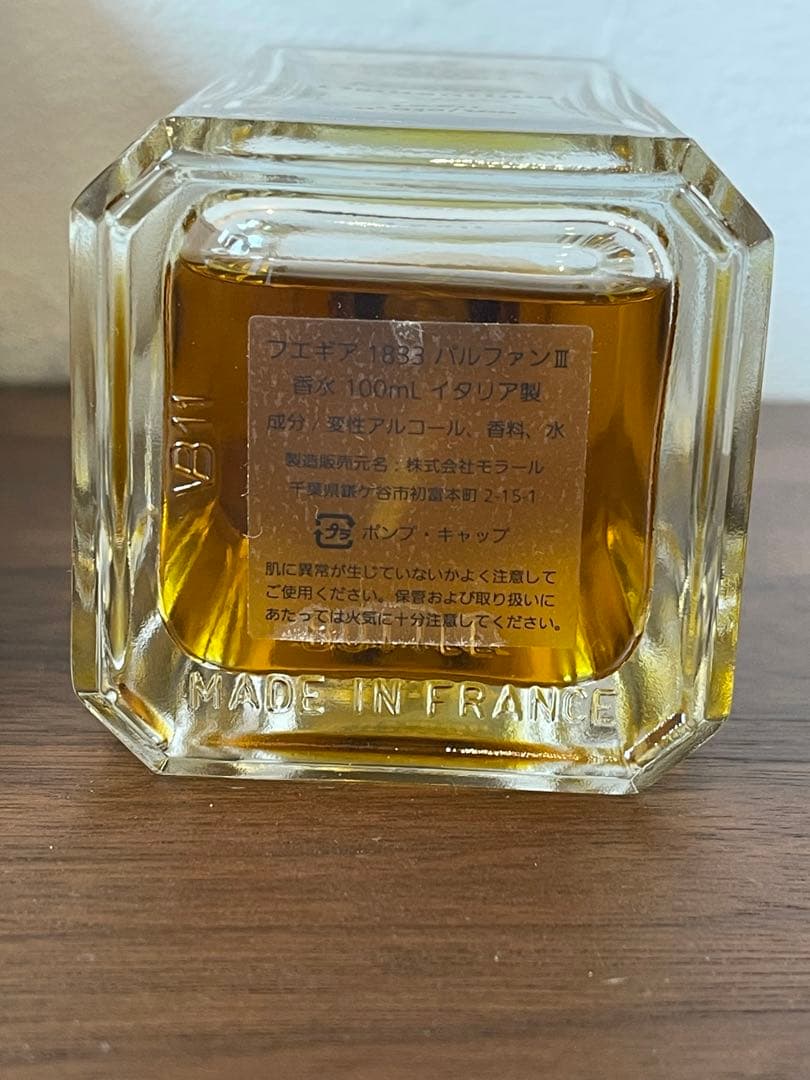 フエギア 1833 パルファンⅢ
香水 100mL イタリア製
成分 / 変性アルコール、香料、水
製造販売元名：株式会社モラール
千葉県鎌ケ谷市初富本町 2-15-1
プラ ポンプ・キャップ
肌に異常が生じていないかよく注意して
ご使用ください。保管および取り扱いに
あたっては火気に十分注意してください。
VB11
BOTTLE
MADE IN FRANCE